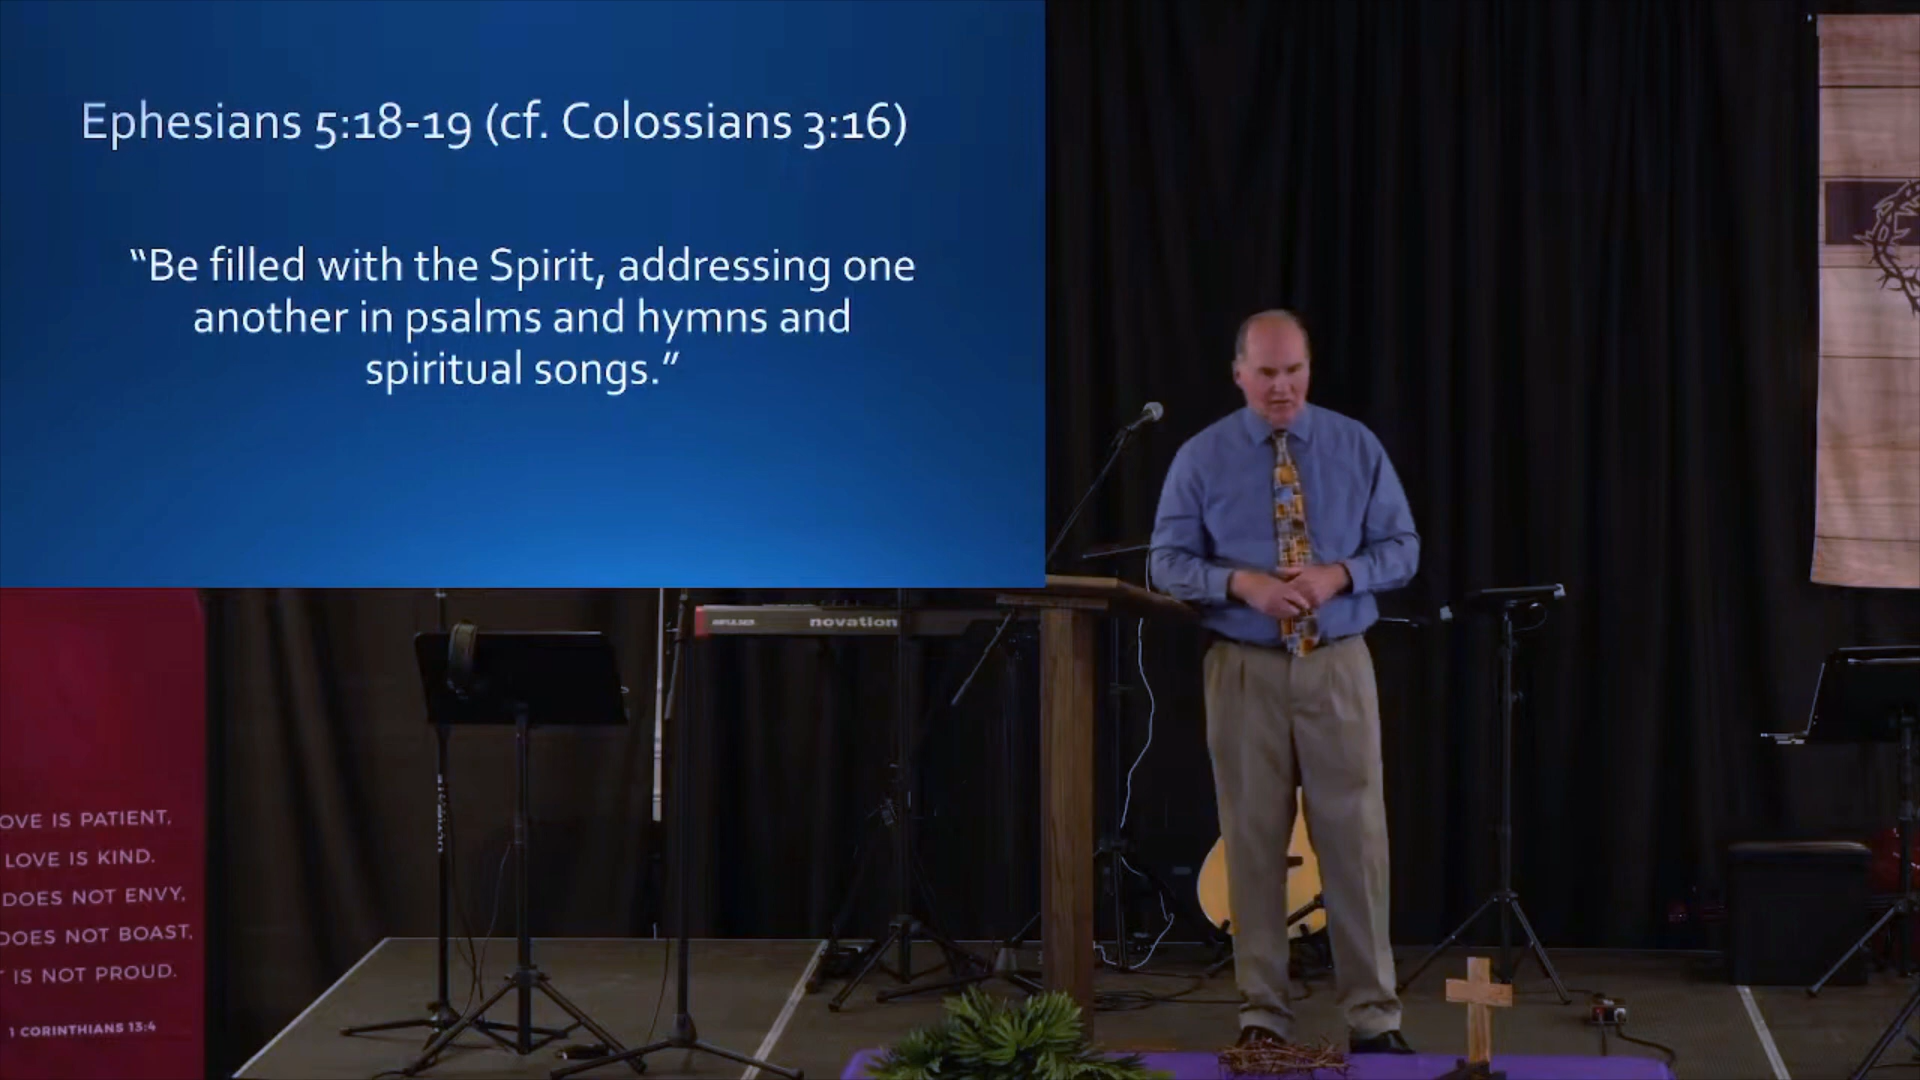 Ephesians 5:18-19 (cf. Colossians 3:16)
“Be filled with the Spirit, addressing one
another in psalms and hymns and
spiritual songs.”
novation
OVE IS PATIENT,
LOVE IS KIND.
DOES NOT ENVY,
DOES NOT BOAST,
IS NOT PROUD.
1 CORINTHIANS 13:4